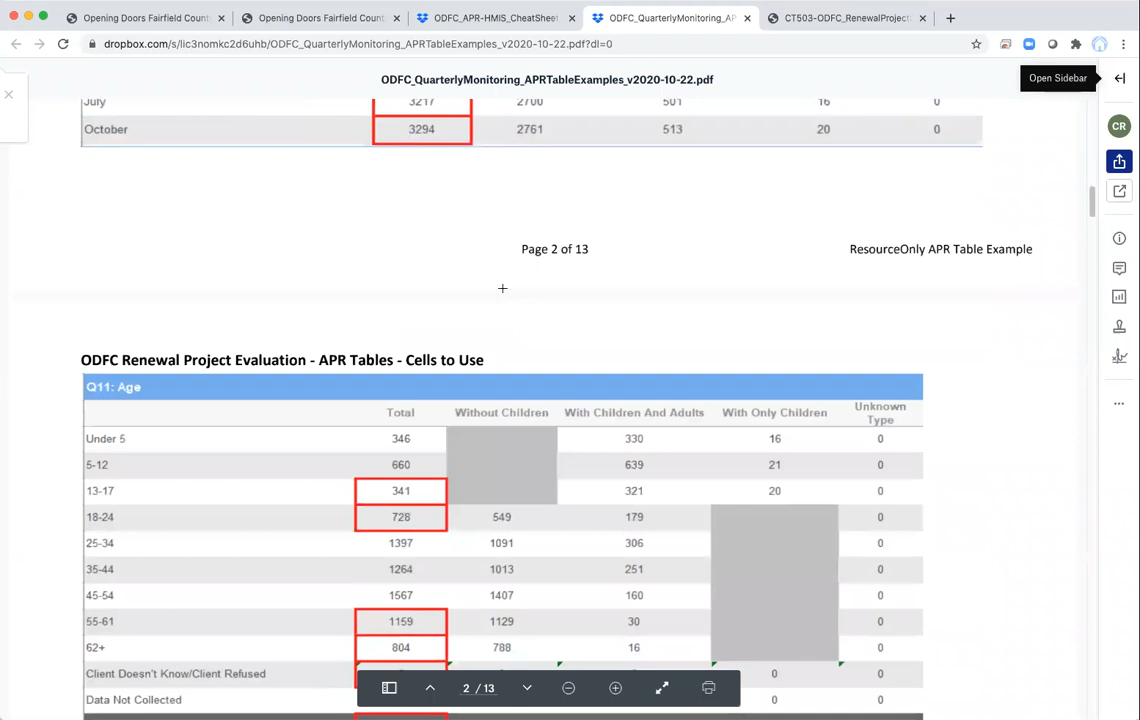 Opening Doors Fairfield Count
Opening Doors Fairfield Count
ODFC_APR-HMIS_CheatSheet
ODFC_QuarterlyMonitoring_AP
CT503-ODFC_RenewalProject
dropbox.com/s/lic3nomkc2d6uhb/ODFC_QuarterlyMonitoring_APRTableExamples_v2020-10-22.pdf?dl=0
ODFC_QuarterlyMonitoring_APRTableExamples_v2020-10-22.pdf
Open Sidebar
CR
July 3217 2700 501 16 0
October 3294 2761 513 20 0
Page 2 of 13
ResourceOnly APR Table Example
ODFC Renewal Project Evaluation - APR Tables - Cells to Use
Q11: Age
Total Without Children With Children And Adults With Only Children Unknown Type
Under 5 346 330 16 0
5-12 660 639 21 0
13-17 341 321 20 0
18-24 728 549 179 0
25-34 1397 1091 306 0
35-44 1264 1013 251 0
45-54 1567 1407 160 0
55-61 1159 1129 30 0
62+ 804 788 16 0
Client Doesn't Know/Client Refused 0
Data Not Collected 0 0
2 / 13